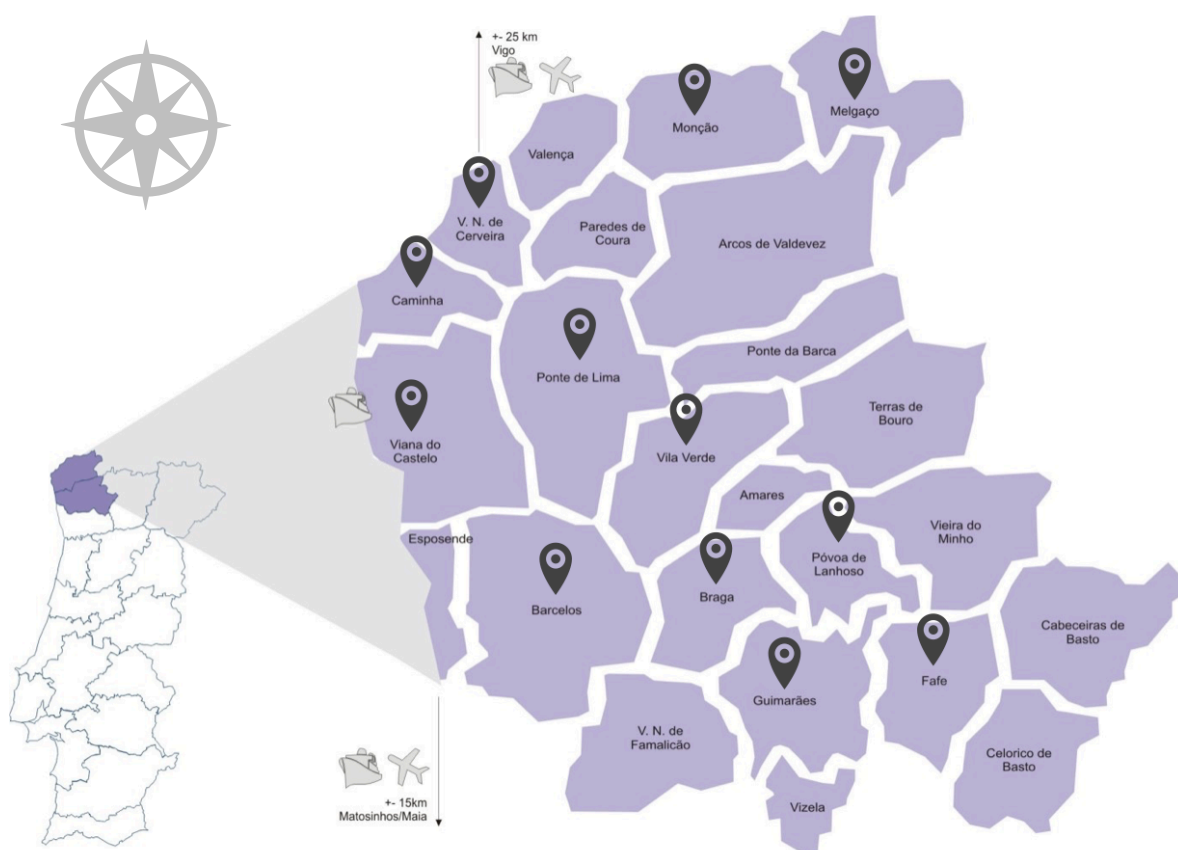 +- 25 km
Vigo
Melgaço
Monção
Valença
V. N. de
Cerveira
Paredes de
Coura
Arcos de Valdevez
Caminha
Ponte da Barca
Ponte de Lima
Terras de
Bouro
Viana do
Castelo
Vila Verde
Amares
Vieira do
Minho
Esposende
Póvoa de
Lanhoso
Braga
Barcelos
Cabeceiras de
Basto
Fafe
Guimarães
V. N. de
Famalicão
Celorico de
Basto
Vizela
+- 15km
Matosinhos/Maia